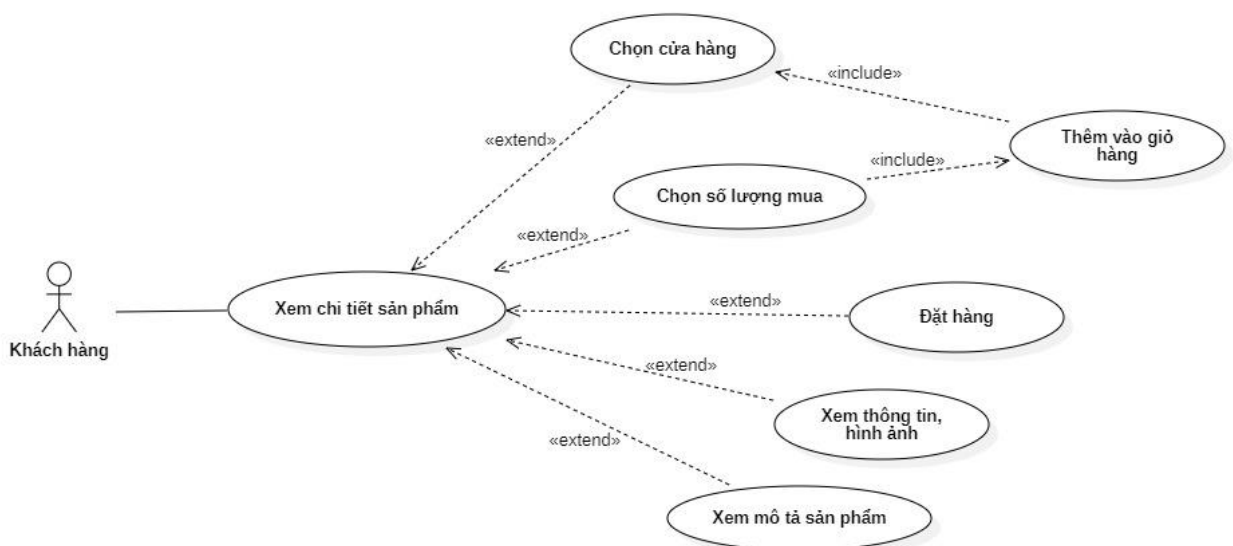 Chọn cửa hàng
«include»
Thêm vào giỏ
hàng
«extend»
«include»
Chọn số lượng mua
«extend»
Xem chi tiết sản phẩm
«extend»
Đặt hàng
Khách hàng
«extend»
Xem thông tin,
hình ảnh
«extend»
Xem mô tả sản phẩm